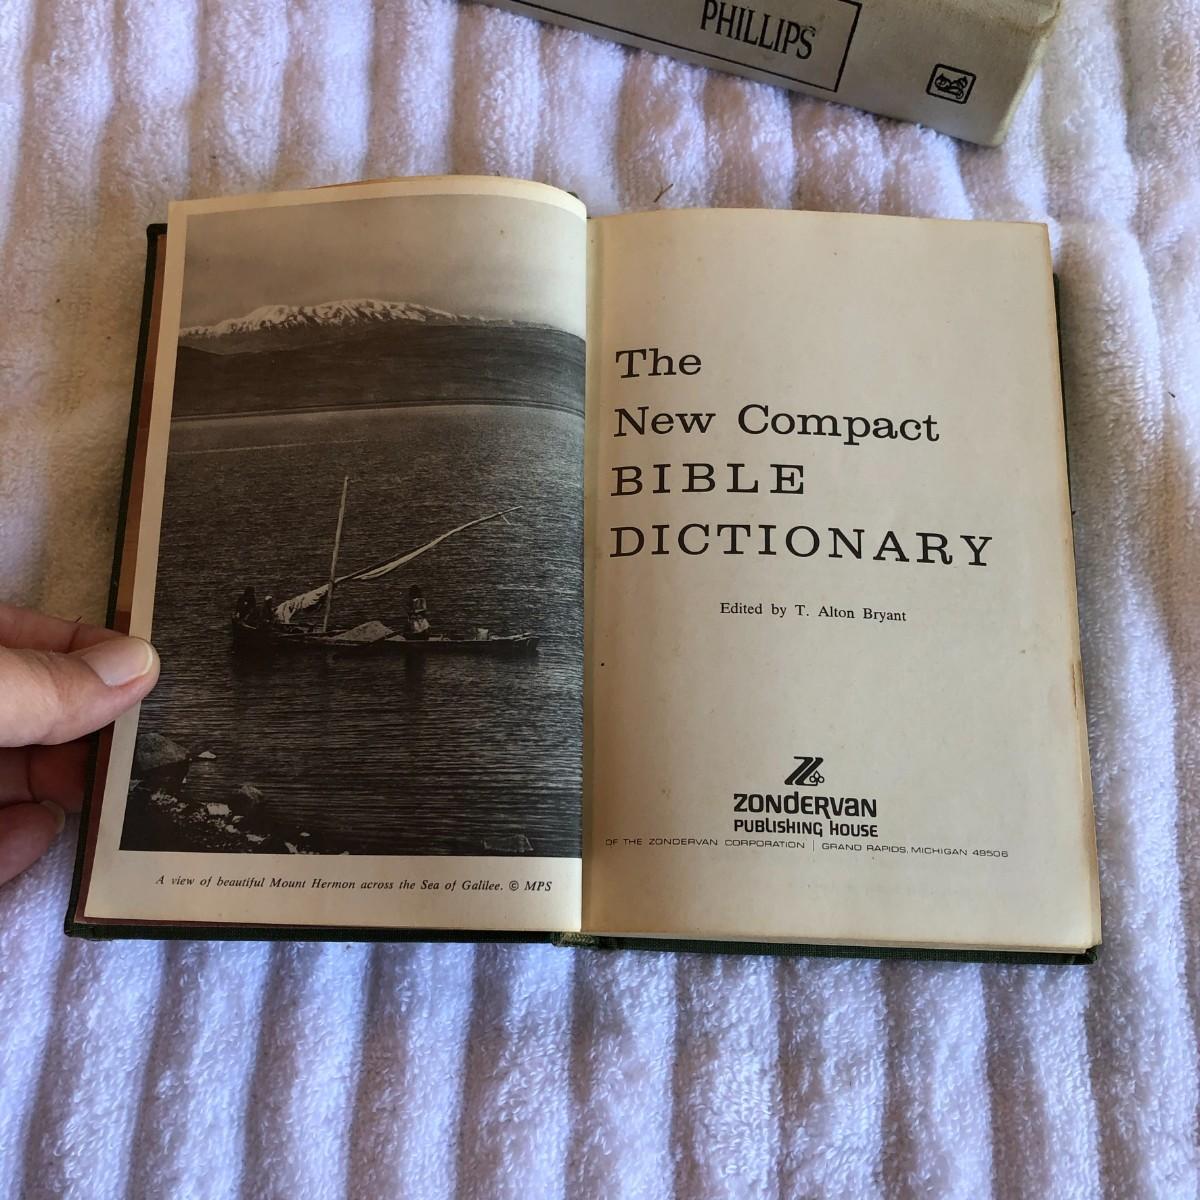 PHILLIPS
A view of beautiful Mount Hermon across the Sea of Galilee. © MPS
The
New Compact
BIBLE
DICTIONARY
Edited by T. Alton Bryant
ZONDERVAN
PUBLISHING HOUSE
OF THE ZONDERVAN CORPORATION | GRAND RAPIDS, MICHIGAN 49506